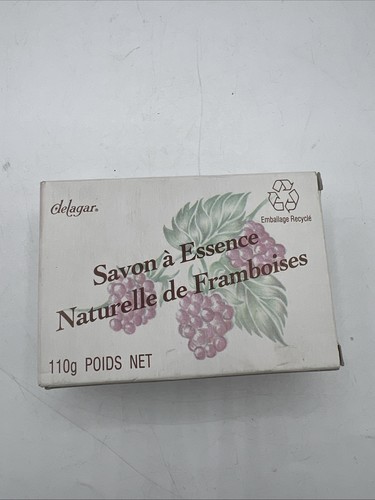 delagar®
Emballage Recyclé
Savon à Essence
Naturelle de Framboises
110g POIDS NET